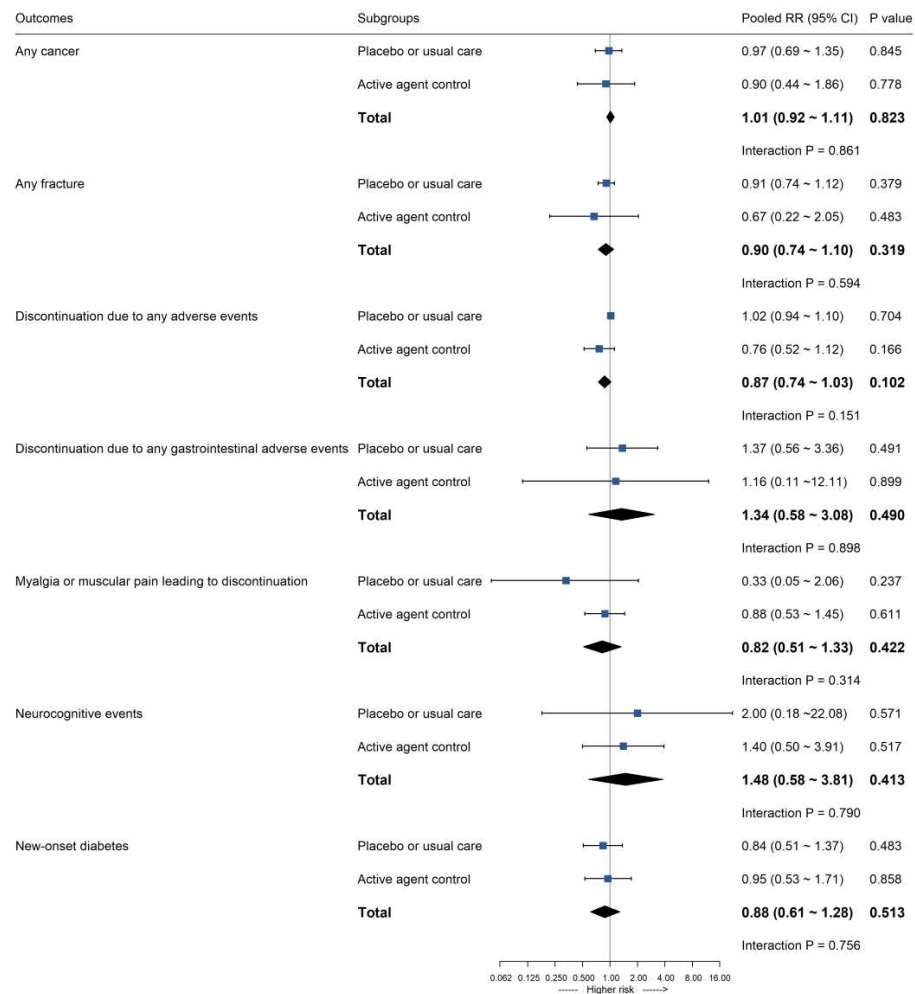 Outcomes Subgroups Pooled RR (95% CI) P value
Any cancer Placebo or usual care 0.97 (0.69 ~ 1.35) 0.845
Active agent control 0.90 (0.44 ~ 1.86) 0.778
Total 1.01 (0.92 ~ 1.11) 0.823
Interaction P = 0.861
Any fracture Placebo or usual care 0.91 (0.74 ~ 1.12) 0.379
Active agent control 0.67 (0.22 ~ 2.05) 0.483
Total 0.90 (0.74 ~ 1.10) 0.319
Interaction P = 0.594
Discontinuation due to any adverse events Placebo or usual care 1.02 (0.94 ~ 1.10) 0.704
Active agent control 0.76 (0.52 ~ 1.12) 0.166
Total 0.87 (0.74 ~ 1.03) 0.102
Interaction P = 0.151
Discontinuation due to any gastrointestinal adverse events Placebo or usual care 1.37 (0.56 ~ 3.36) 0.491
Active agent control 1.16 (0.11 ~12.11) 0.899
Total 1.34 (0.58 ~ 3.08) 0.490
Interaction P = 0.898
Myalgia or muscular pain leading to discontinuation Placebo or usual care 0.33 (0.05 ~ 2.06) 0.237
Active agent control 0.88 (0.53 ~ 1.45) 0.611
Total 0.82 (0.51 ~ 1.33) 0.422
Interaction P = 0.314
Neurocognitive events Placebo or usual care 2.00 (0.18 ~22.08) 0.571
Active agent control 1.40 (0.50 ~ 3.91) 0.517
Total 1.48 (0.58 ~ 3.81) 0.413
Interaction P = 0.790
New-onset diabetes Placebo or usual care 0.84 (0.51 ~ 1.37) 0.483
Active agent control 0.95 (0.53 ~ 1.71) 0.858
Total 0.88 (0.61 ~ 1.28) 0.513
Interaction P = 0.756
0.062 0.125 0.250 0.500 1.00 2.00 4.00 8.00 16.00
------ Higher risk ----->